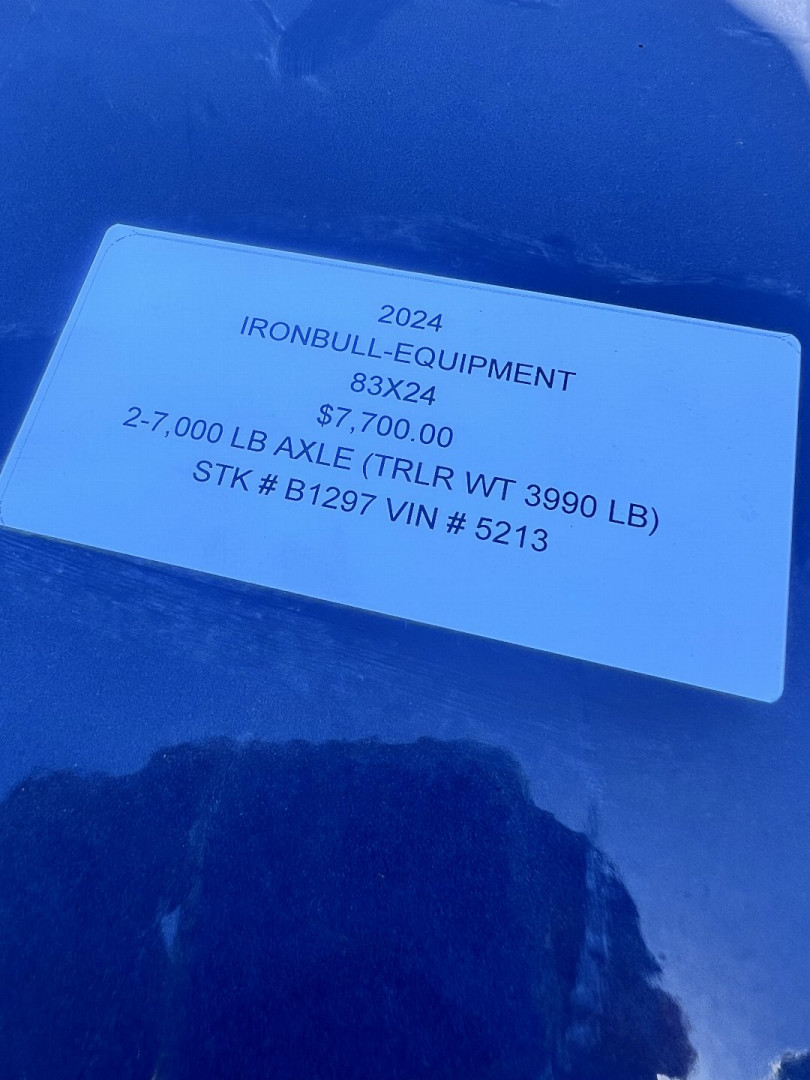 2024
IRONBULL-EQUIPMENT
83X24
$7,700.00
2-7,000 LB AXLE (TRLR WT 3990 LB)
STK # B1297 VIN # 5213